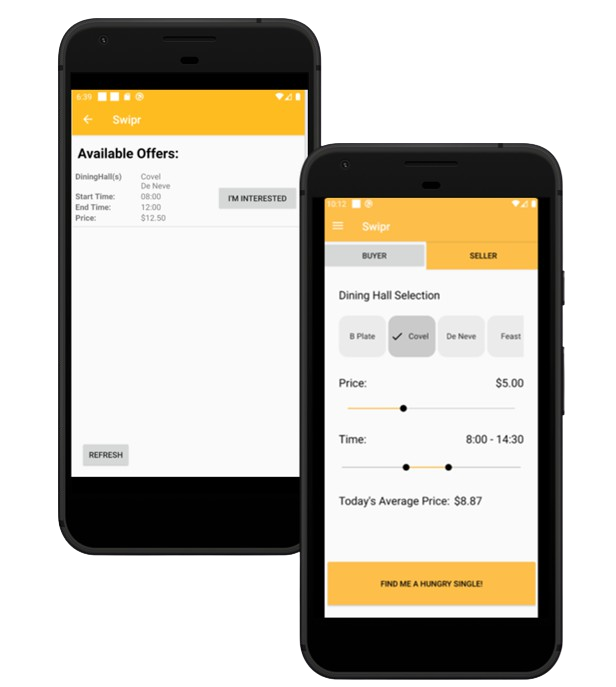 6:39
Swipr
Available Offers:
DiningHall(s) Covel
De Neve
Start Time: 08:00
End Time: 12:00
Price: $12.50
I'M INTERESTED
REFRESH
10:12
Swipr
BUYER SELLER
Dining Hall Selection
B Plate Covel De Neve Feast
Price: $5.00
Time: 8:00 - 14:30
Today's Average Price: $8.87
FIND ME A HUNGRY SINGLE!